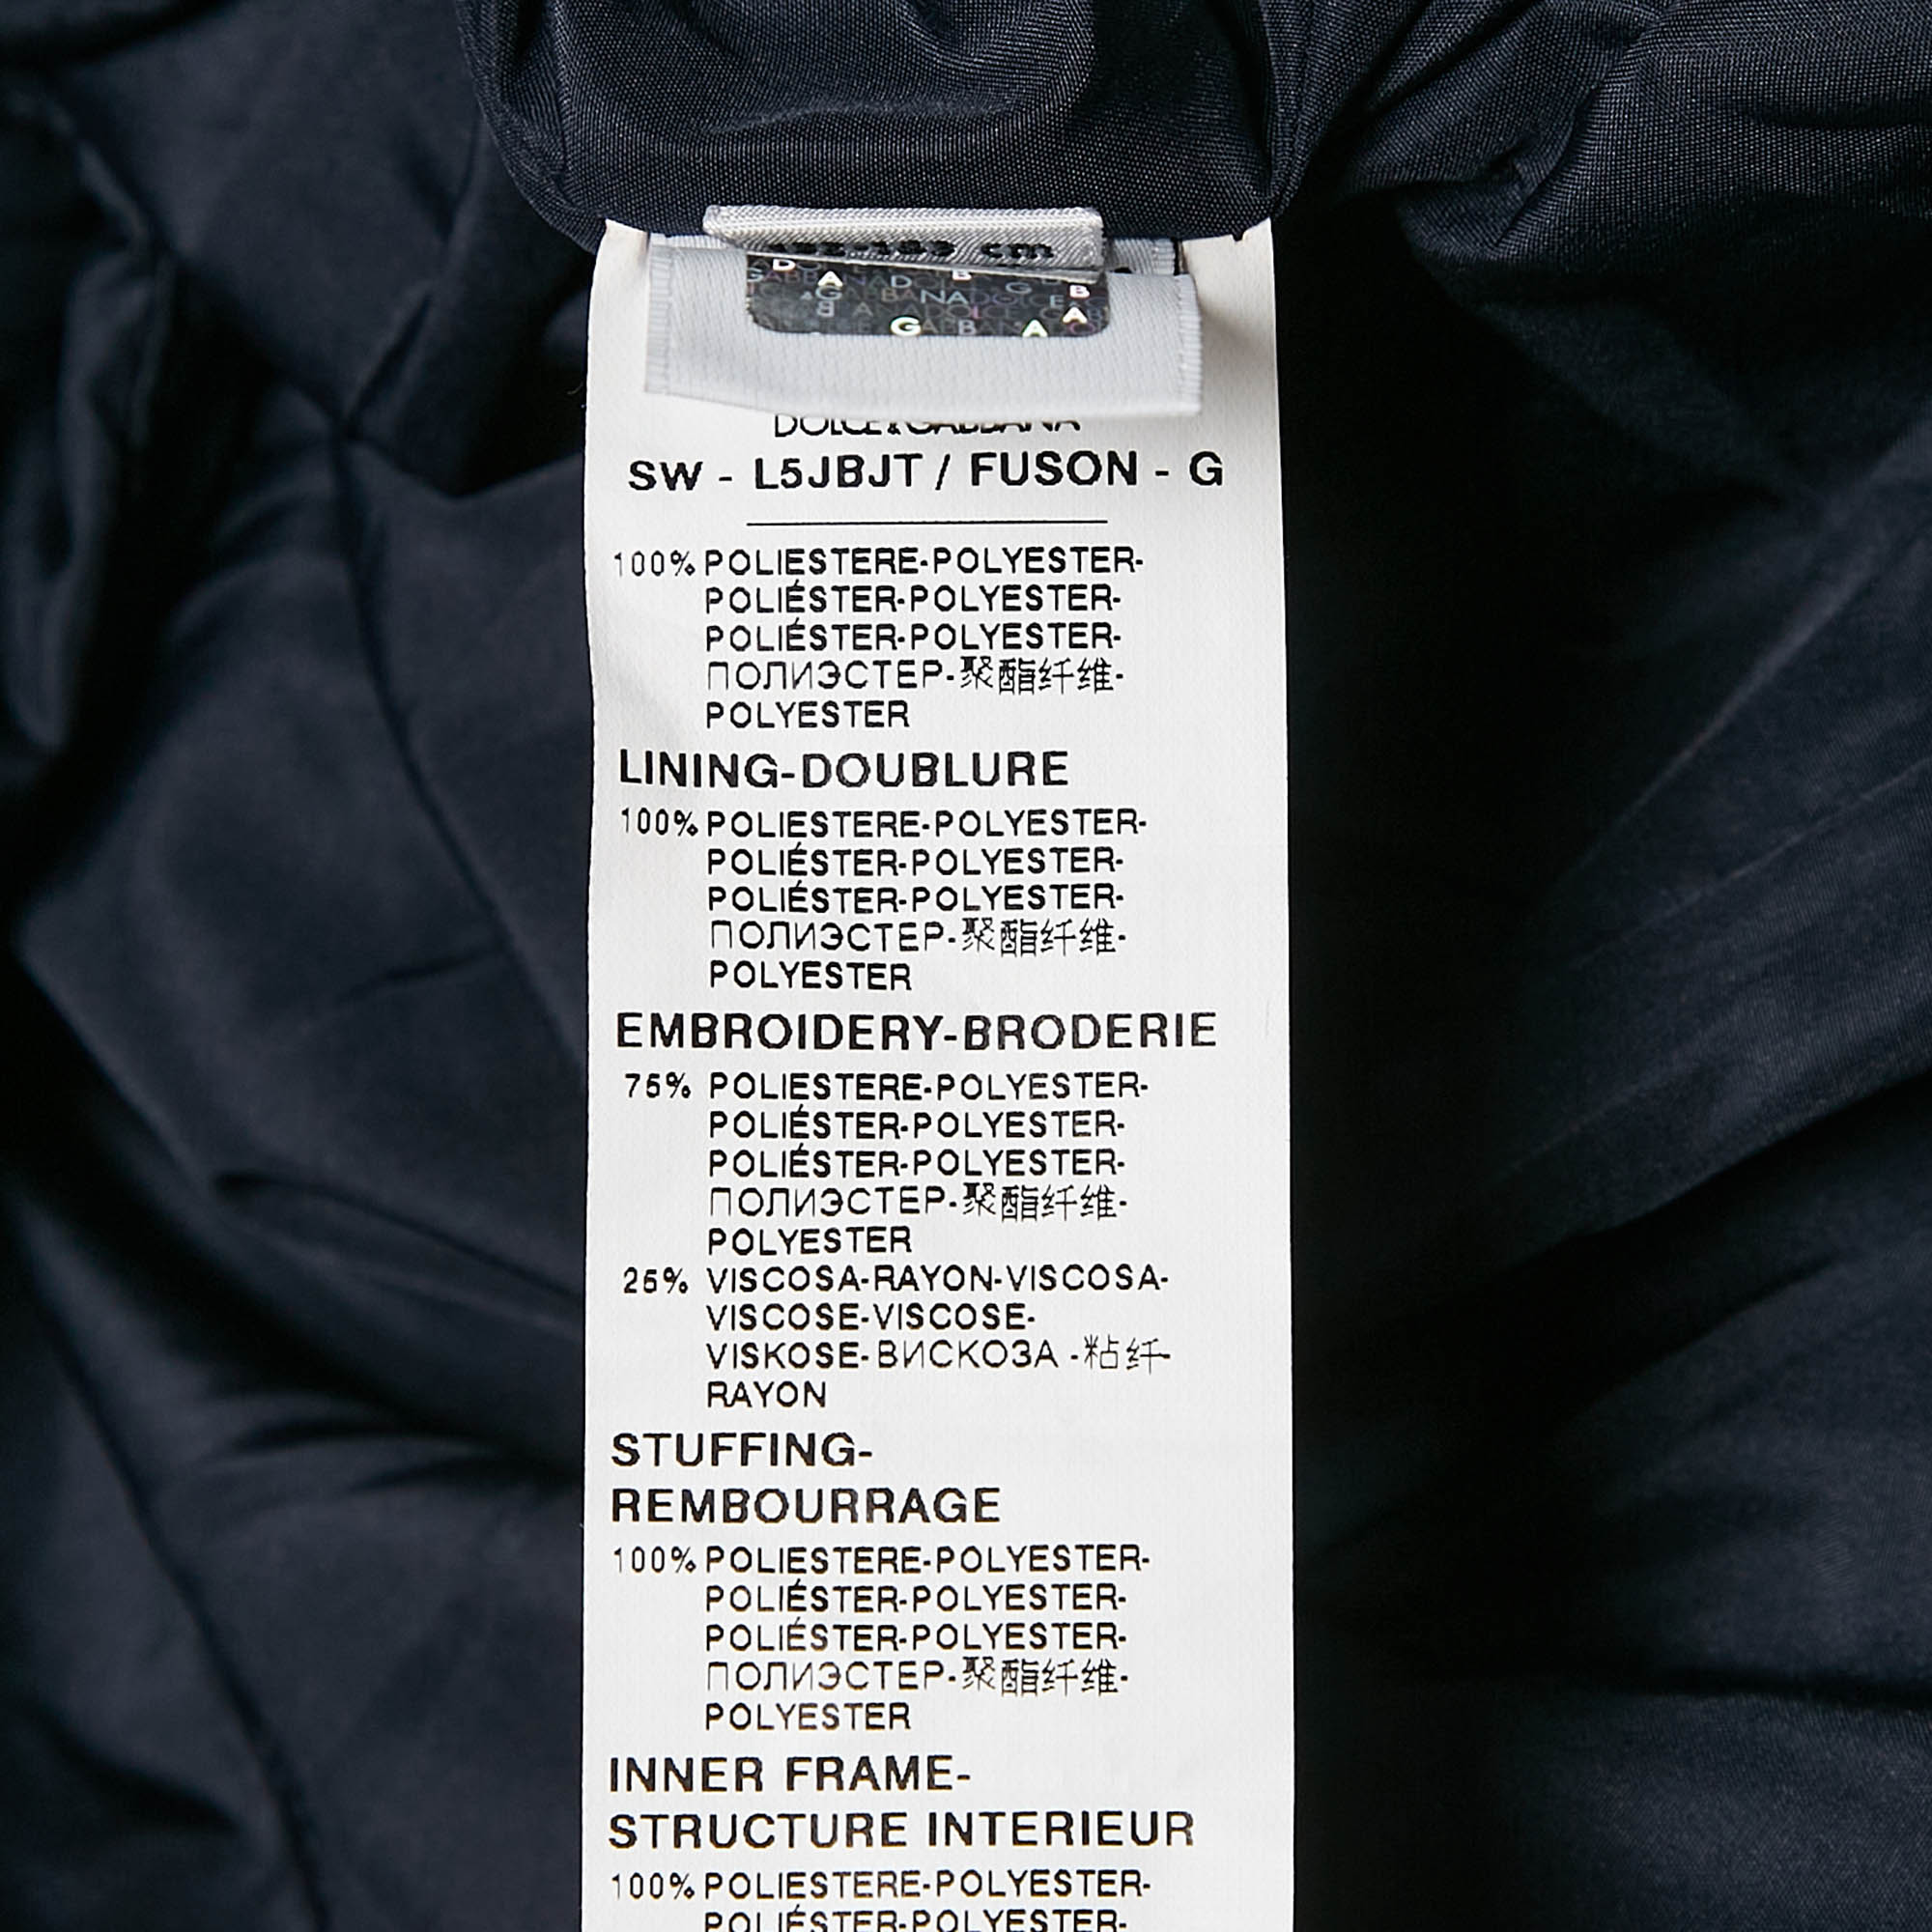 cm
DOLCE&GABBANA
SW - L5JBJT / FUSON - G
100% POLIESTERE-POLYESTER-
POLIÉSTER-POLYESTER-
POLIÉSTER-POLYESTER-
ПОЛИЭСТЕР-聚酯纤维-
POLYESTER
LINING-DOUBLURE
100% POLIESTERE-POLYESTER-
POLIÉSTER-POLYESTER-
POLIÉSTER-POLYESTER-
ПОЛИЭСТЕР-聚酯纤维-
POLYESTER
EMBROIDERY-BRODERIE
75% POLIESTERE-POLYESTER-
POLIÉSTER-POLYESTER-
POLIÉSTER-POLYESTER-
ПОЛИЭСТЕР-聚酯纤维-
POLYESTER
25% VISCOSA-RAYON-VISCOSA-
VISCOSE-VISCOSE-
VISKOSE-ВИСКОЗА -粘纤-
RAYON
STUFFING-
REMBOURRAGE
100% POLIESTERE-POLYESTER-
POLIÉSTER-POLYESTER-
POLIÉSTER-POLYESTER-
ПОЛИЭСТЕР-聚酯纤维-
POLYESTER
INNER FRAME-
STRUCTURE INTERIEUR
100% POLIESTERE-POLYESTER-
POLIÉSTER-POLYESTER-